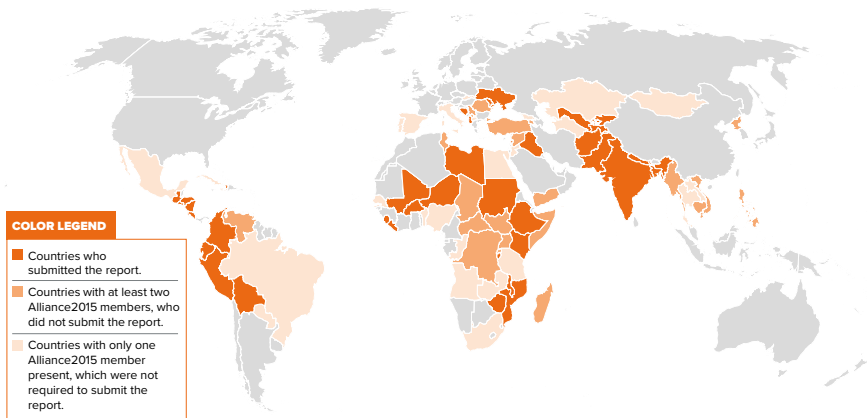 COLOR LEGEND
Countries who
submitted the report.
Countries with at least two
Alliance2015 members, who
did not submit the report.
Countries with only one
Alliance2015 member
present, which were not
required to submit the
report.